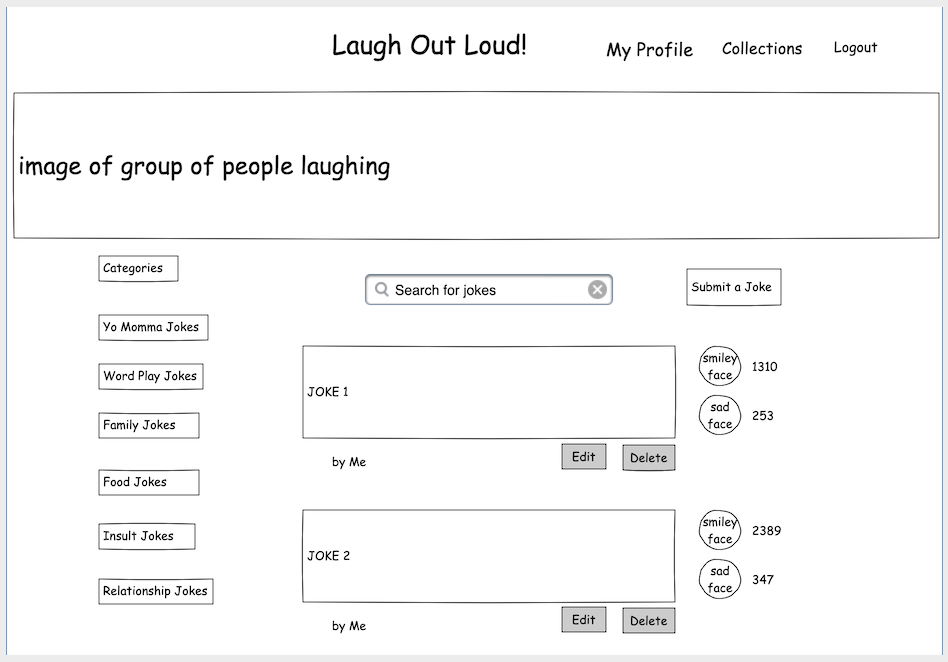 Laugh Out Loud!
My Profile
Collections
Logout
image of group of people laughing
Categories
Yo Momma Jokes
Word Play Jokes
Family Jokes
Food Jokes
Insult Jokes
Relationship Jokes
Search for jokes
Submit a Joke
JOKE 1
smiley
face
1310
sad
face
253
by Me
Edit
Delete
JOKE 2
smiley
face
2389
sad
face
347
by Me
Edit
Delete